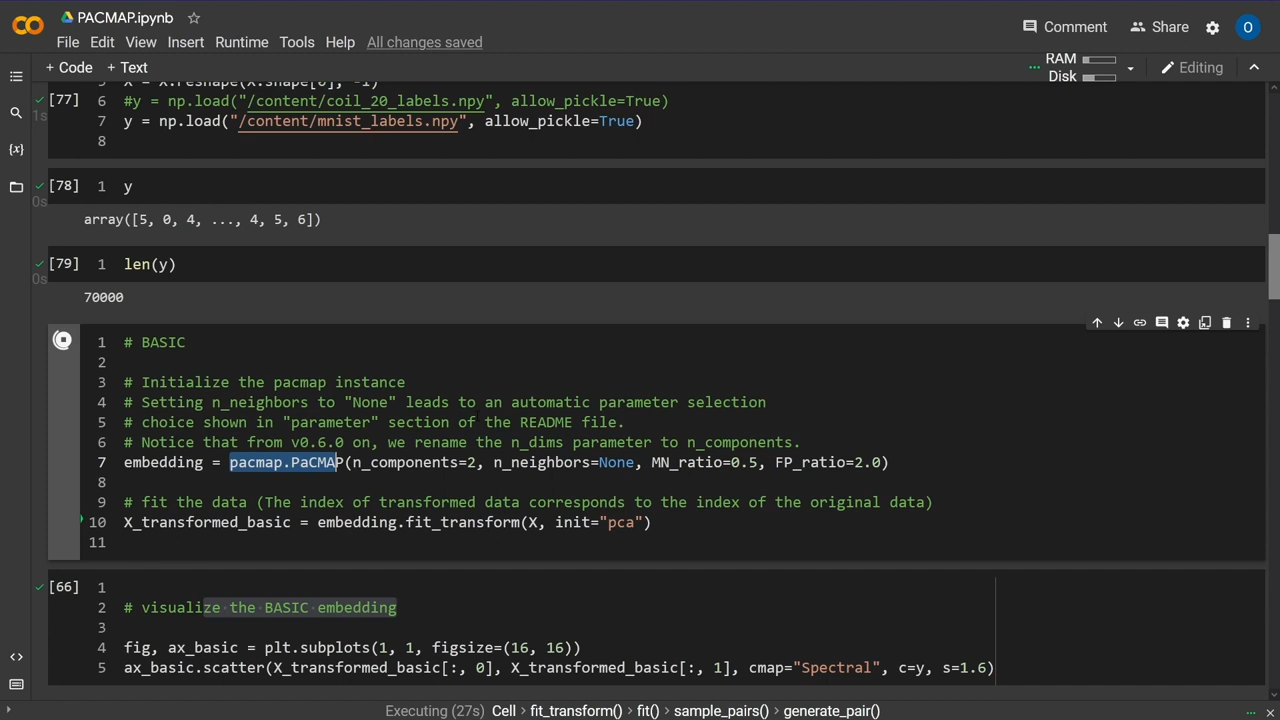 PACMAP.ipynb
Comment
Share
O
File Edit View Insert Runtime Tools Help All changes saved
+ Code + Text
RAM
Disk
Editing
5 X = X.reshape(X.shape[0], -1)
[77] 6 #y = np.load("/content/coil_20_labels.npy", allow_pickle=True)
1s
7 y = np.load("/content/mnist_labels.npy", allow_pickle=True)
8
[78] 1 y
0s
array([5, 0, 4, ..., 4, 5, 6])
[79] 1 len(y)
0s
70000
1 # BASIC
2
3 # Initialize the pacmap instance
4 # Setting n_neighbors to "None" leads to an automatic parameter selection
5 # choice shown in "parameter" section of the README file.
6 # Notice that from v0.6.0 on, we rename the n_dims parameter to n_components.
7 embedding = pacmap.PaCMAP(n_components=2, n_neighbors=None, MN_ratio=0.5, FP_ratio=2.0)
8
9 # fit the data (The index of transformed data corresponds to the index of the original data)
10 X_transformed_basic = embedding.fit_transform(X, init="pca")
11
[66] 1
2 # visualize the BASIC embedding
3
4 fig, ax_basic = plt.subplots(1, 1, figsize=(16, 16))
5 ax_basic.scatter(X_transformed_basic[:, 0], X_transformed_basic[:, 1], cmap="Spectral", c=y, s=1.6)
Executing (27s) Cell > fit_transform() > fit() > sample_pairs() > generate_pair()